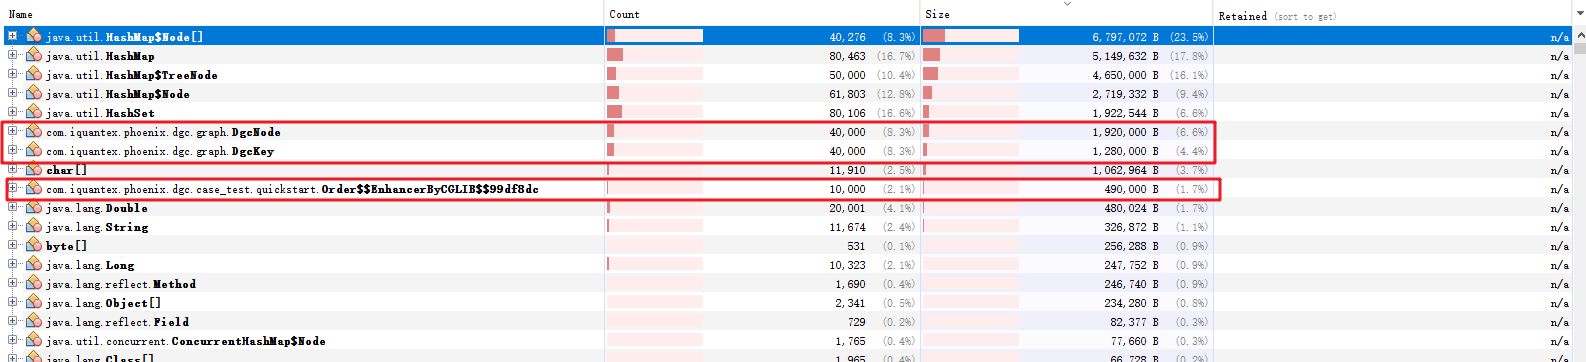 Name Count Size Retained (sort to get)
java.util.HashMap$Node[] 40,276 (8.3%) 6,797,072 B (23.5%) n/a
java.util.HashMap 80,463 (16.7%) 5,149,632 B (17.8%) n/a
java.util.HashMap$TreeNode 50,000 (10.4%) 4,650,000 B (16.1%) n/a
java.util.HashMap$Node 61,803 (12.8%) 2,719,332 B (9.4%) n/a
java.util.HashSet 80,106 (16.6%) 1,922,544 B (6.6%) n/a
com.iquantex.phoenix.dgc.graph.DgcNode 40,000 (8.3%) 1,920,000 B (6.6%) n/a
com.iquantex.phoenix.dgc.graph.DgcKey 40,000 (8.3%) 1,280,000 B (4.4%) n/a
char[] 11,910 (2.5%) 1,062,964 B (3.7%) n/a
com.iquantex.phoenix.dgc.case_test.quickstart.Order$$EnhancerByCGLIB$$99df8dc 10,000 (2.1%) 490,000 B (1.7%) n/a
java.lang.Double 20,001 (4.1%) 480,024 B (1.7%) n/a
java.lang.String 11,674 (2.4%) 326,872 B (1.1%) n/a
byte[] 531 (0.1%) 256,288 B (0.9%) n/a
java.lang.Long 10,323 (2.1%) 247,752 B (0.9%) n/a
java.lang.reflect.Method 1,690 (0.4%) 246,740 B (0.9%) n/a
java.lang.Object[] 2,341 (0.5%) 234,280 B (0.8%) n/a
java.lang.reflect.Field 729 (0.2%) 82,377 B (0.3%) n/a
java.util.concurrent.ConcurrentHashMap$Node 1,765 (0.4%) 77,660 B (0.3%) n/a
java.lang.Class[] 1,965 (0.4%) 66,728 B (0.2%) n/a